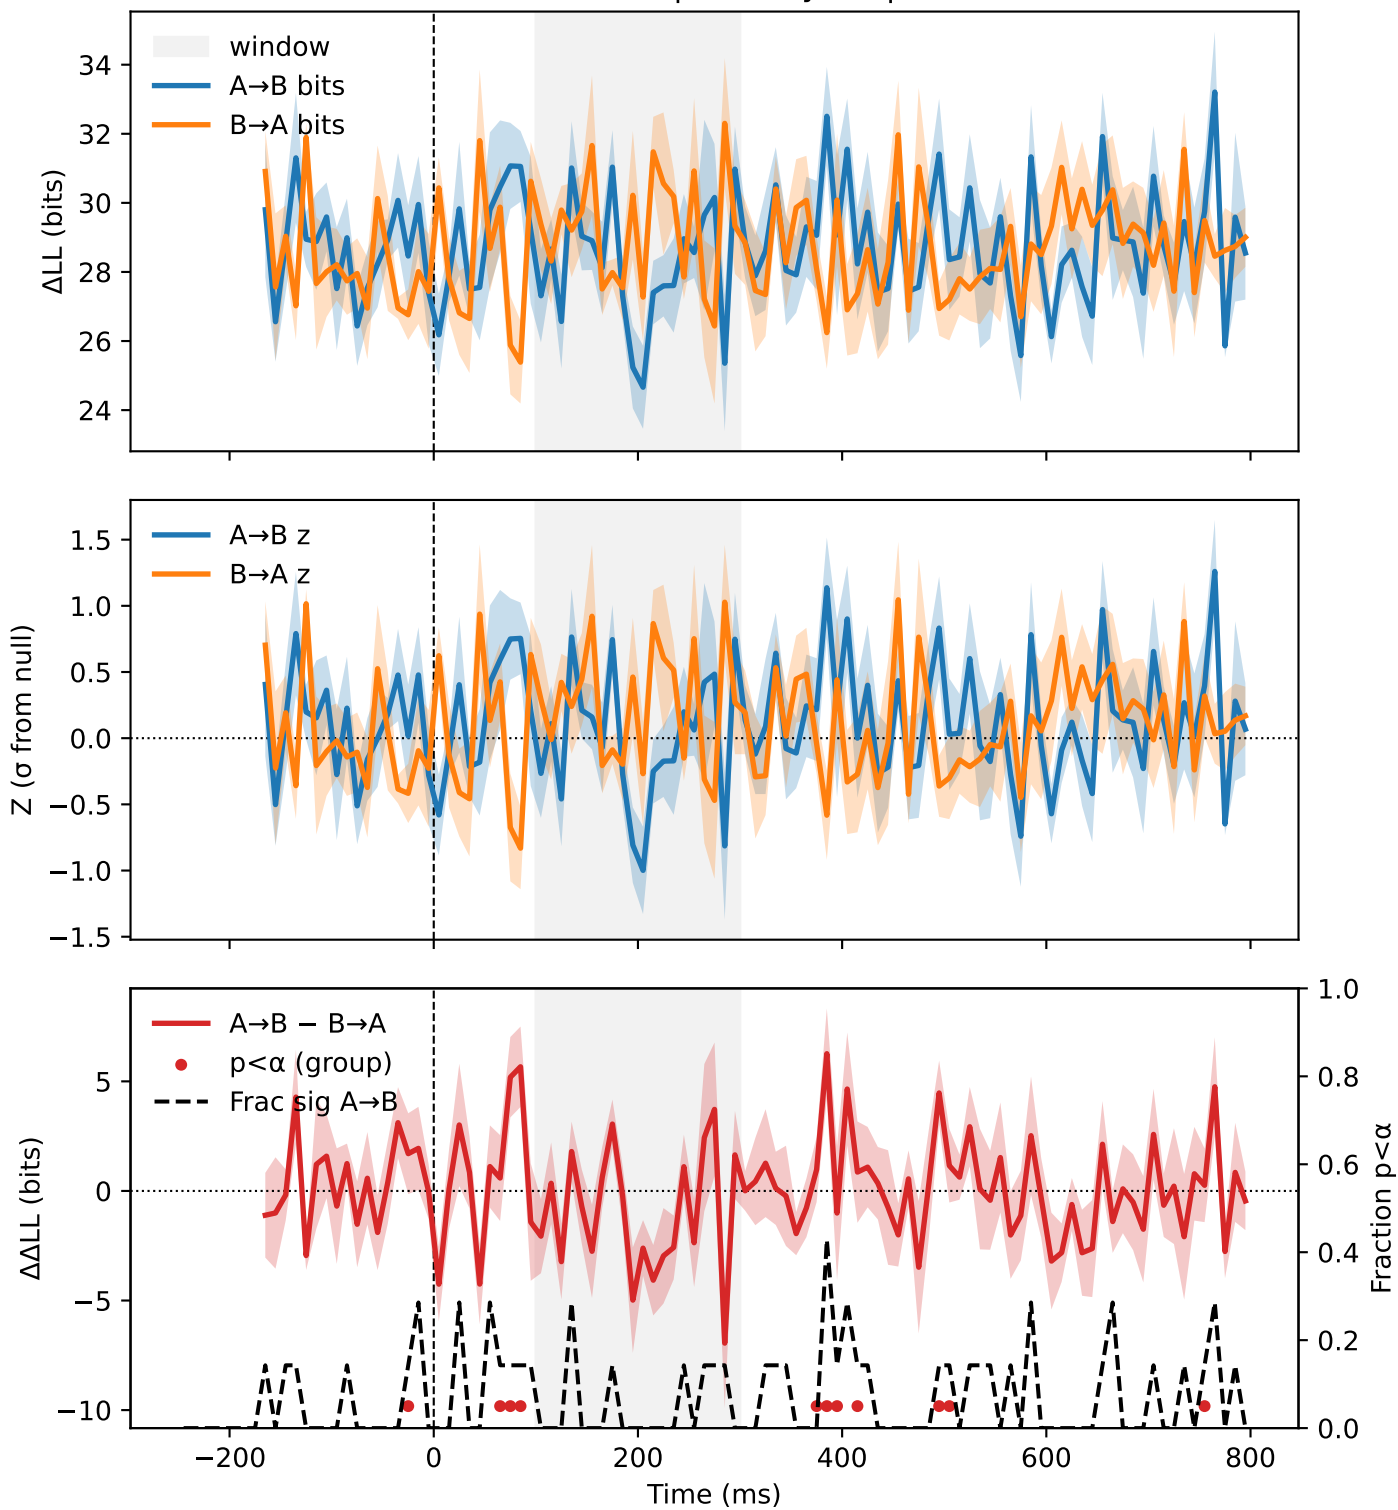 window
A→B bits
B→A bits
ΔLL (bits)
34
32
30
28
26
24
A→B z
B→A z
Z (σ from null)
1.5
1.0
0.5
0.0
−0.5
−1.0
−1.5
A→B − B→A
p<α (group)
Frac sig A→B
ΔΔLL (bits)
5
0
−5
−10
1.0
0.8
0.6
0.4
0.2
0.0
Fraction p<α
−200
0
200
400
600
800
Time (ms)